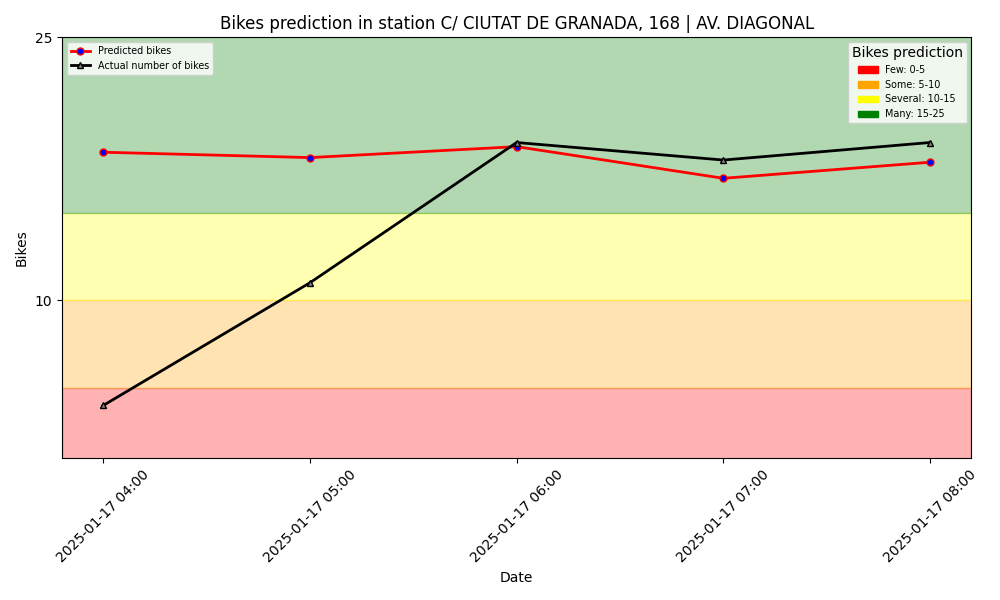 Bikes prediction in station C/ CIUTAT DE GRANADA, 168 | AV. DIAGONAL
Predicted bikes
Actual number of bikes
Bikes prediction
Few: 0-5
Some: 5-10
Several: 10-15
Many: 15-25
25
10
Bikes
2025-01-17 04:00
2025-01-17 05:00
2025-01-17 06:00
2025-01-17 07:00
2025-01-17 08:00
Date